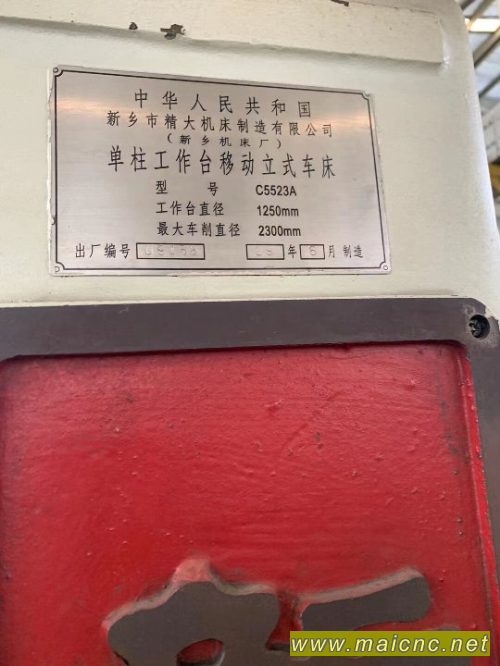 中华人民共和国
新乡市精大机床制造有限公司
(新乡机床厂)
单柱工作台移动立式车床
型 号 C5523A
工作台直径 1250mm
最大车削直径 2300mm
出厂编号 年 6 月 制造
www.maicnc.net